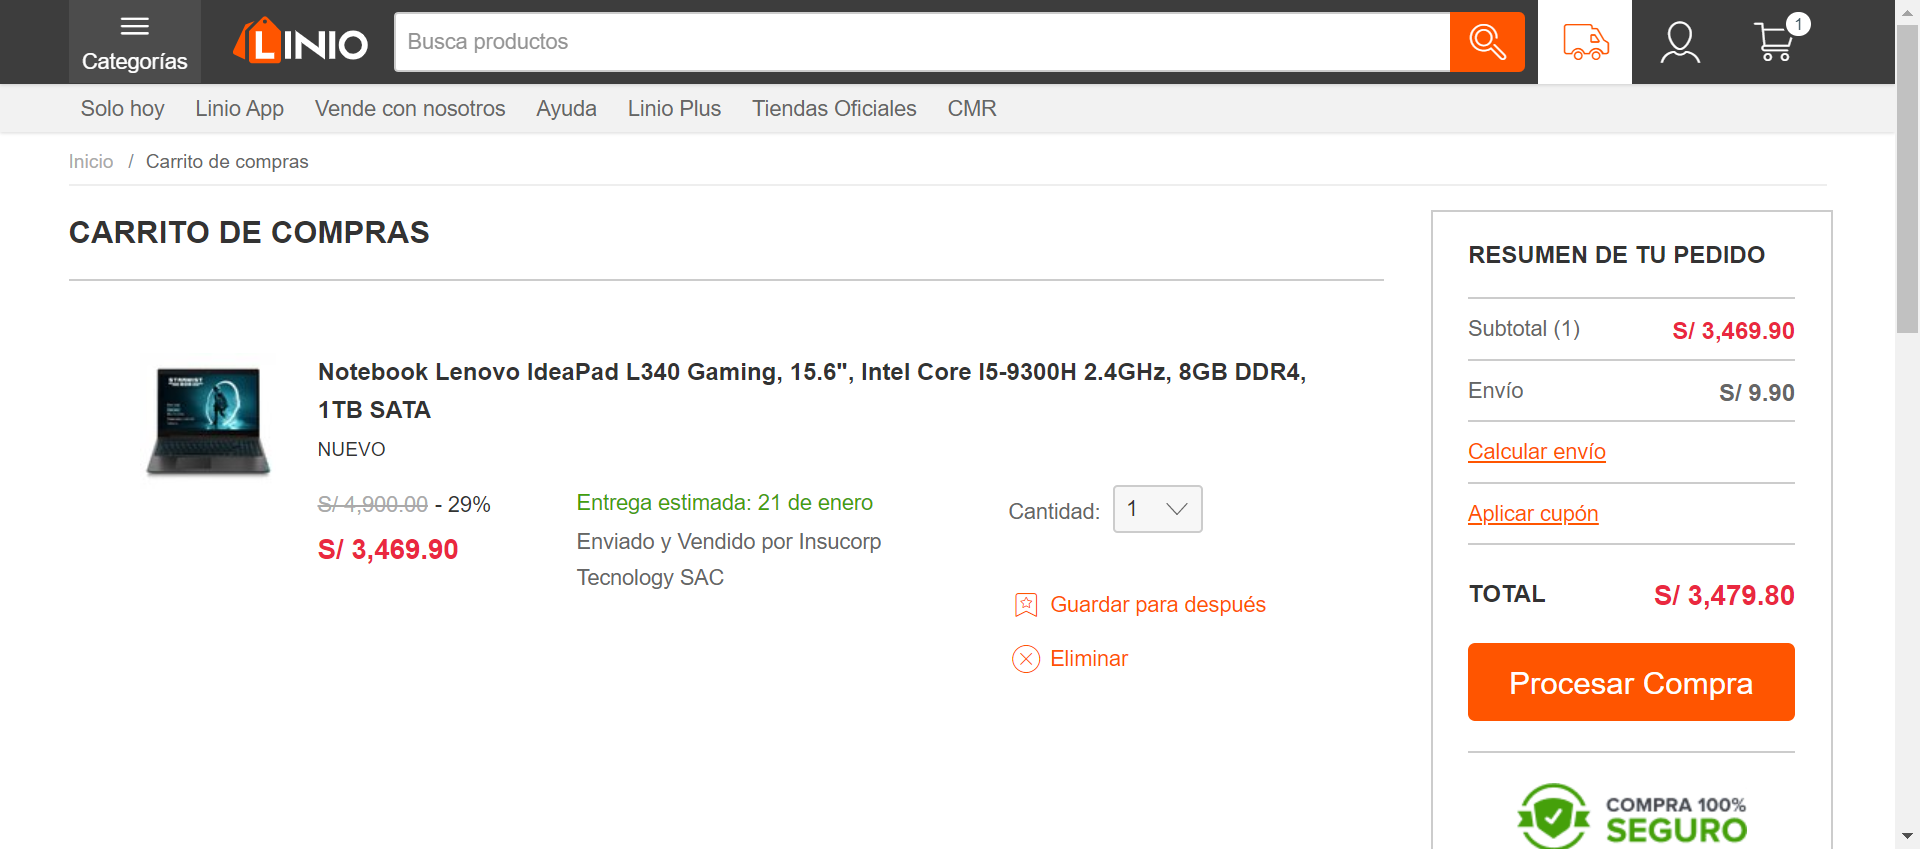 Categorías
LINIO
Busca productos
1
Solo hoy
Linio App
Vende con nosotros
Ayuda
Linio Plus
Tiendas Oficiales
CMR
Inicio / Carrito de compras
CARRITO DE COMPRAS
Notebook Lenovo IdeaPad L340 Gaming, 15.6", Intel Core I5-9300H 2.4GHz, 8GB DDR4,
1TB SATA
NUEVO
S/ 4,900.00 - 29%
S/ 3,469.90
Entrega estimada: 21 de enero
Enviado y Vendido por Insucorp
Tecnology SAC
Cantidad: 1
Guardar para después
Eliminar
RESUMEN DE TU PEDIDO
Subtotal (1) S/ 3,469.90
Envío S/ 9.90
Calcular envío
Aplicar cupón
TOTAL S/ 3,479.80
Procesar Compra
COMPRA 100%
SEGURO